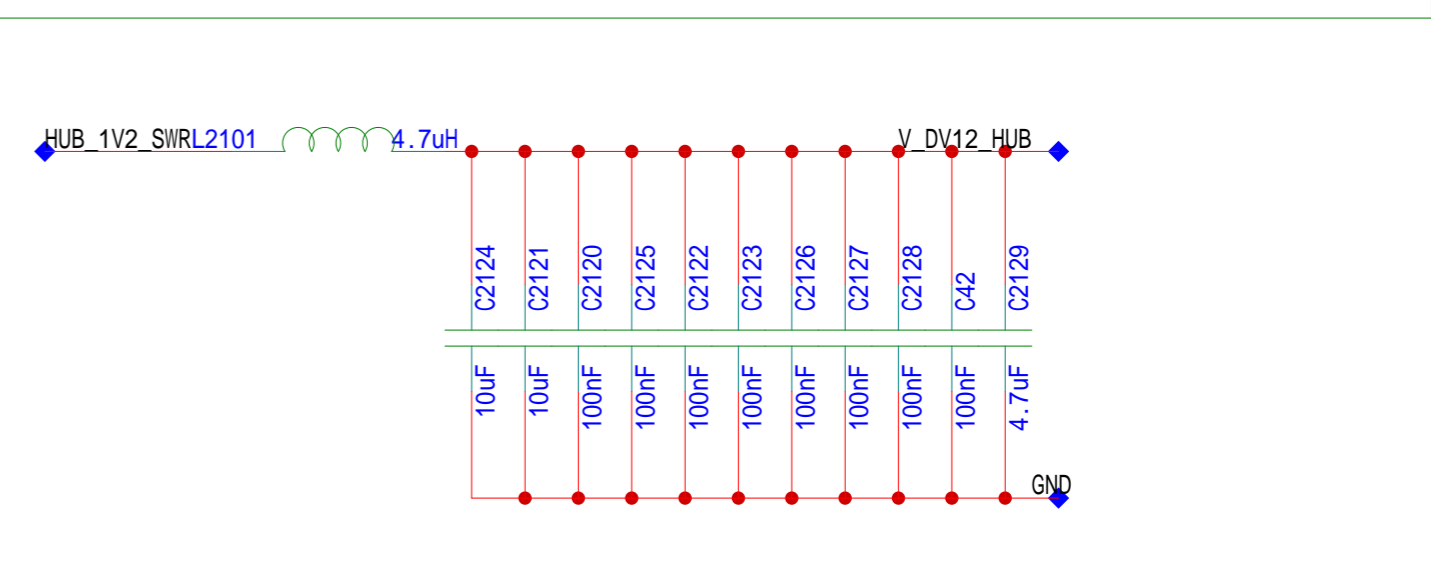 HUB_1V2_SWR L2101 4.7uH V_DV12_HUB
C2124 C2121 C2120 C2125 C2122 C2123 C2126 C2127 C2128 C42 C2129
10uF 10uF 100nF 100nF 100nF 100nF 100nF 100nF 100nF 100nF 4.7uF
GND